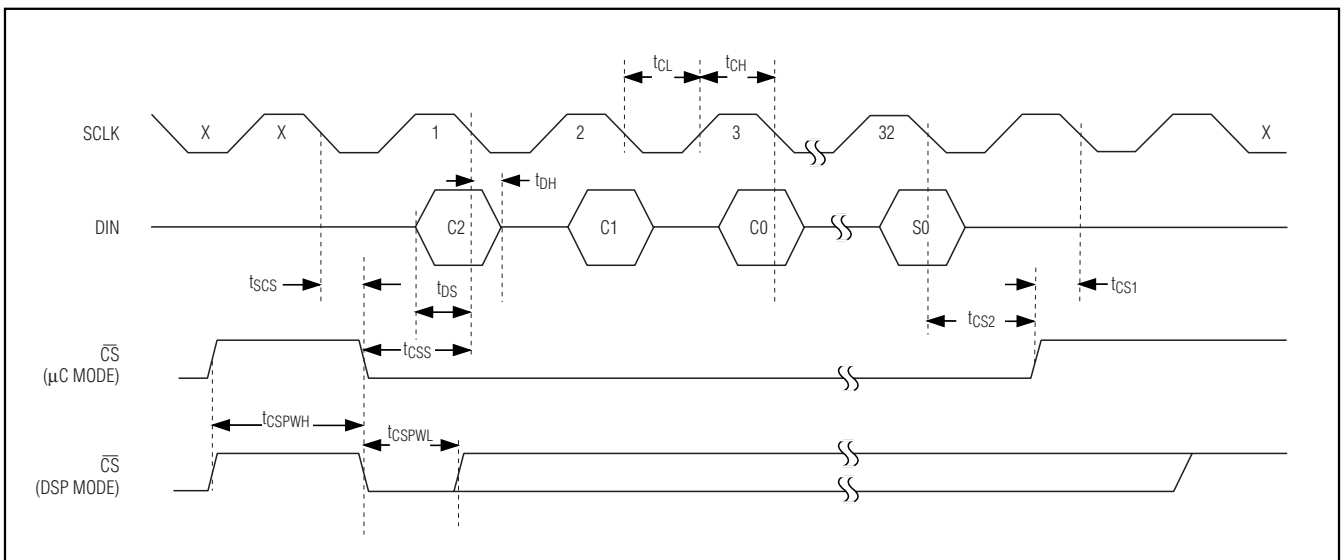 tCL
tCH
SCLK
X
X
1
2
3
32
X
tDH
DIN
C2
C1
C0
S0
tSCS
tDS
tCS1
tCS2
CS
(µC MODE)
tCSS
tCSPWH
tCSPWL
CS
(DSP MODE)